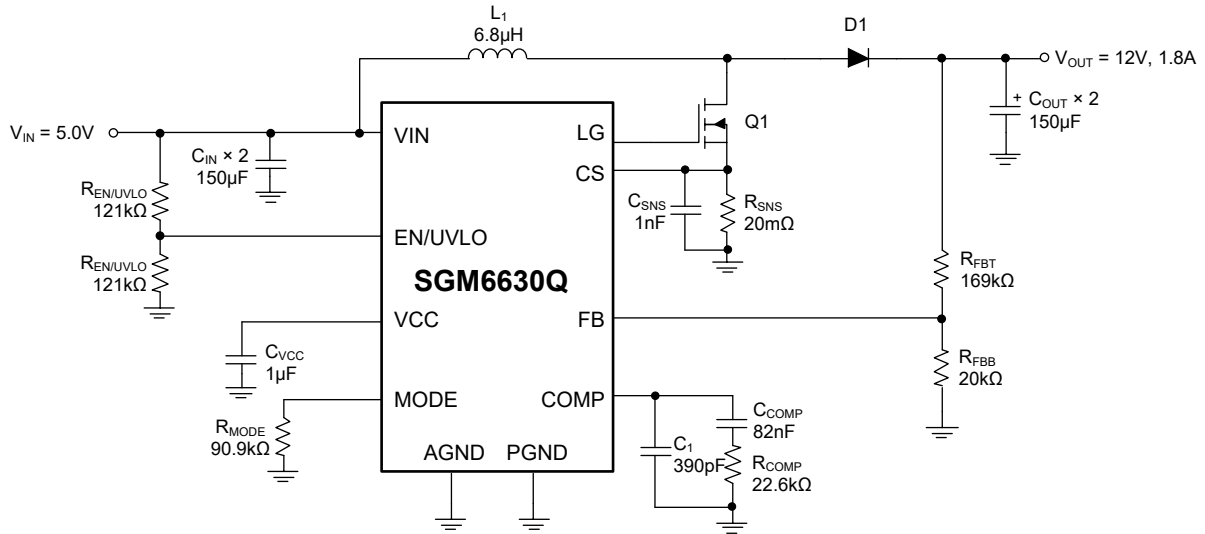 L1
6.8µH
D1
VOUT = 12V, 1.8A
COUT × 2
150µF
+
Q1
VIN = 5.0V
CIN × 2
150µF
VIN
LG
CS
CSNS
1nF
RSNS
20mΩ
REN/UVLO
121kΩ
EN/UVLO
REN/UVLO
121kΩ
SGM6630Q
RFBT
169kΩ
VCC
FB
CVCC
1µF
RFBB
20kΩ
MODE
COMP
RMODE
90.9kΩ
CCOMP
82nF
C1
390pF
RCOMP
22.6kΩ
AGND
PGND